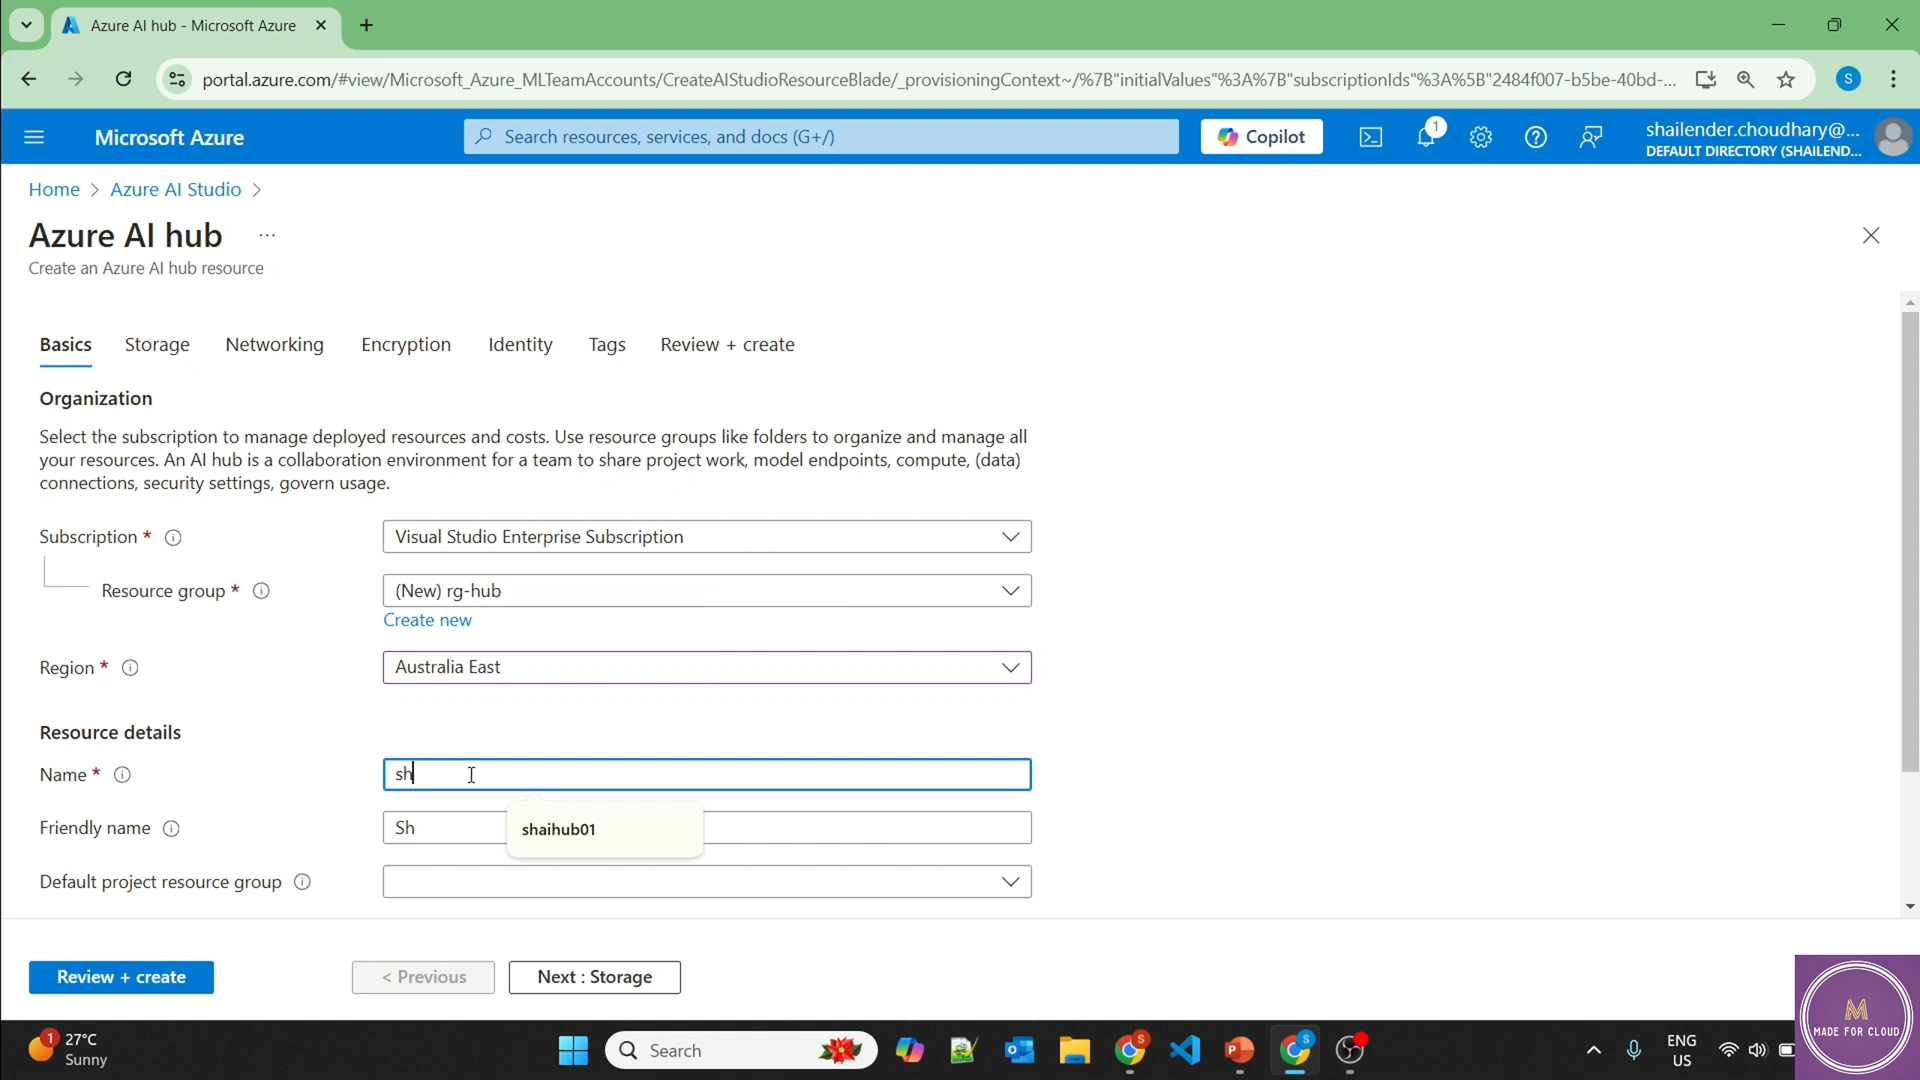 Azure AI hub - Microsoft Azure
portal.azure.com/#view/Microsoft_Azure_MLTeamAccounts/CreateAIStudioResourceBlade/_provisioningContext~/%7B"initialValues"%3A%7B"subscriptionIds"%3A%5B"2484f007-b5be-40bd-...
S
Microsoft Azure
Search resources, services, and docs (G+/)
Copilot
1
shailender.choudhary@...
DEFAULT DIRECTORY (SHAILEND...
Home > Azure AI Studio >
Azure AI hub ...
Create an Azure AI hub resource
Basics Storage Networking Encryption Identity Tags Review + create
Organization
Select the subscription to manage deployed resources and costs. Use resource groups like folders to organize and manage all
your resources. An AI hub is a collaboration environment for a team to share project work, model endpoints, compute, (data)
connections, security settings, govern usage.
Subscription * Visual Studio Enterprise Subscription
Resource group * (New) rg-hub
Create new
Region * Australia East
Resource details
Name * sh
Friendly name Sh
shaihub01
Default project resource group
Review + create < Previous Next : Storage
1 27°C
Sunny
Search
S
P
S
ENG
US
M
MADE FOR CLOUD